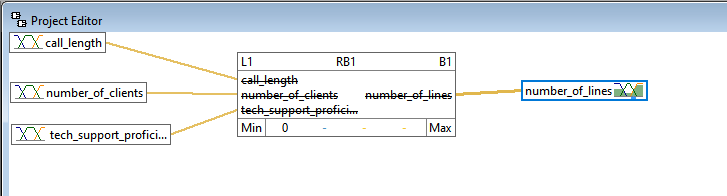 Project Editor
call_length
number_of_clients
tech_support_profici...
L1 RB1 B1
call_length
number_of_clients number_of_lines
tech_support_profici...
Min 0 - - - Max
number_of_lines